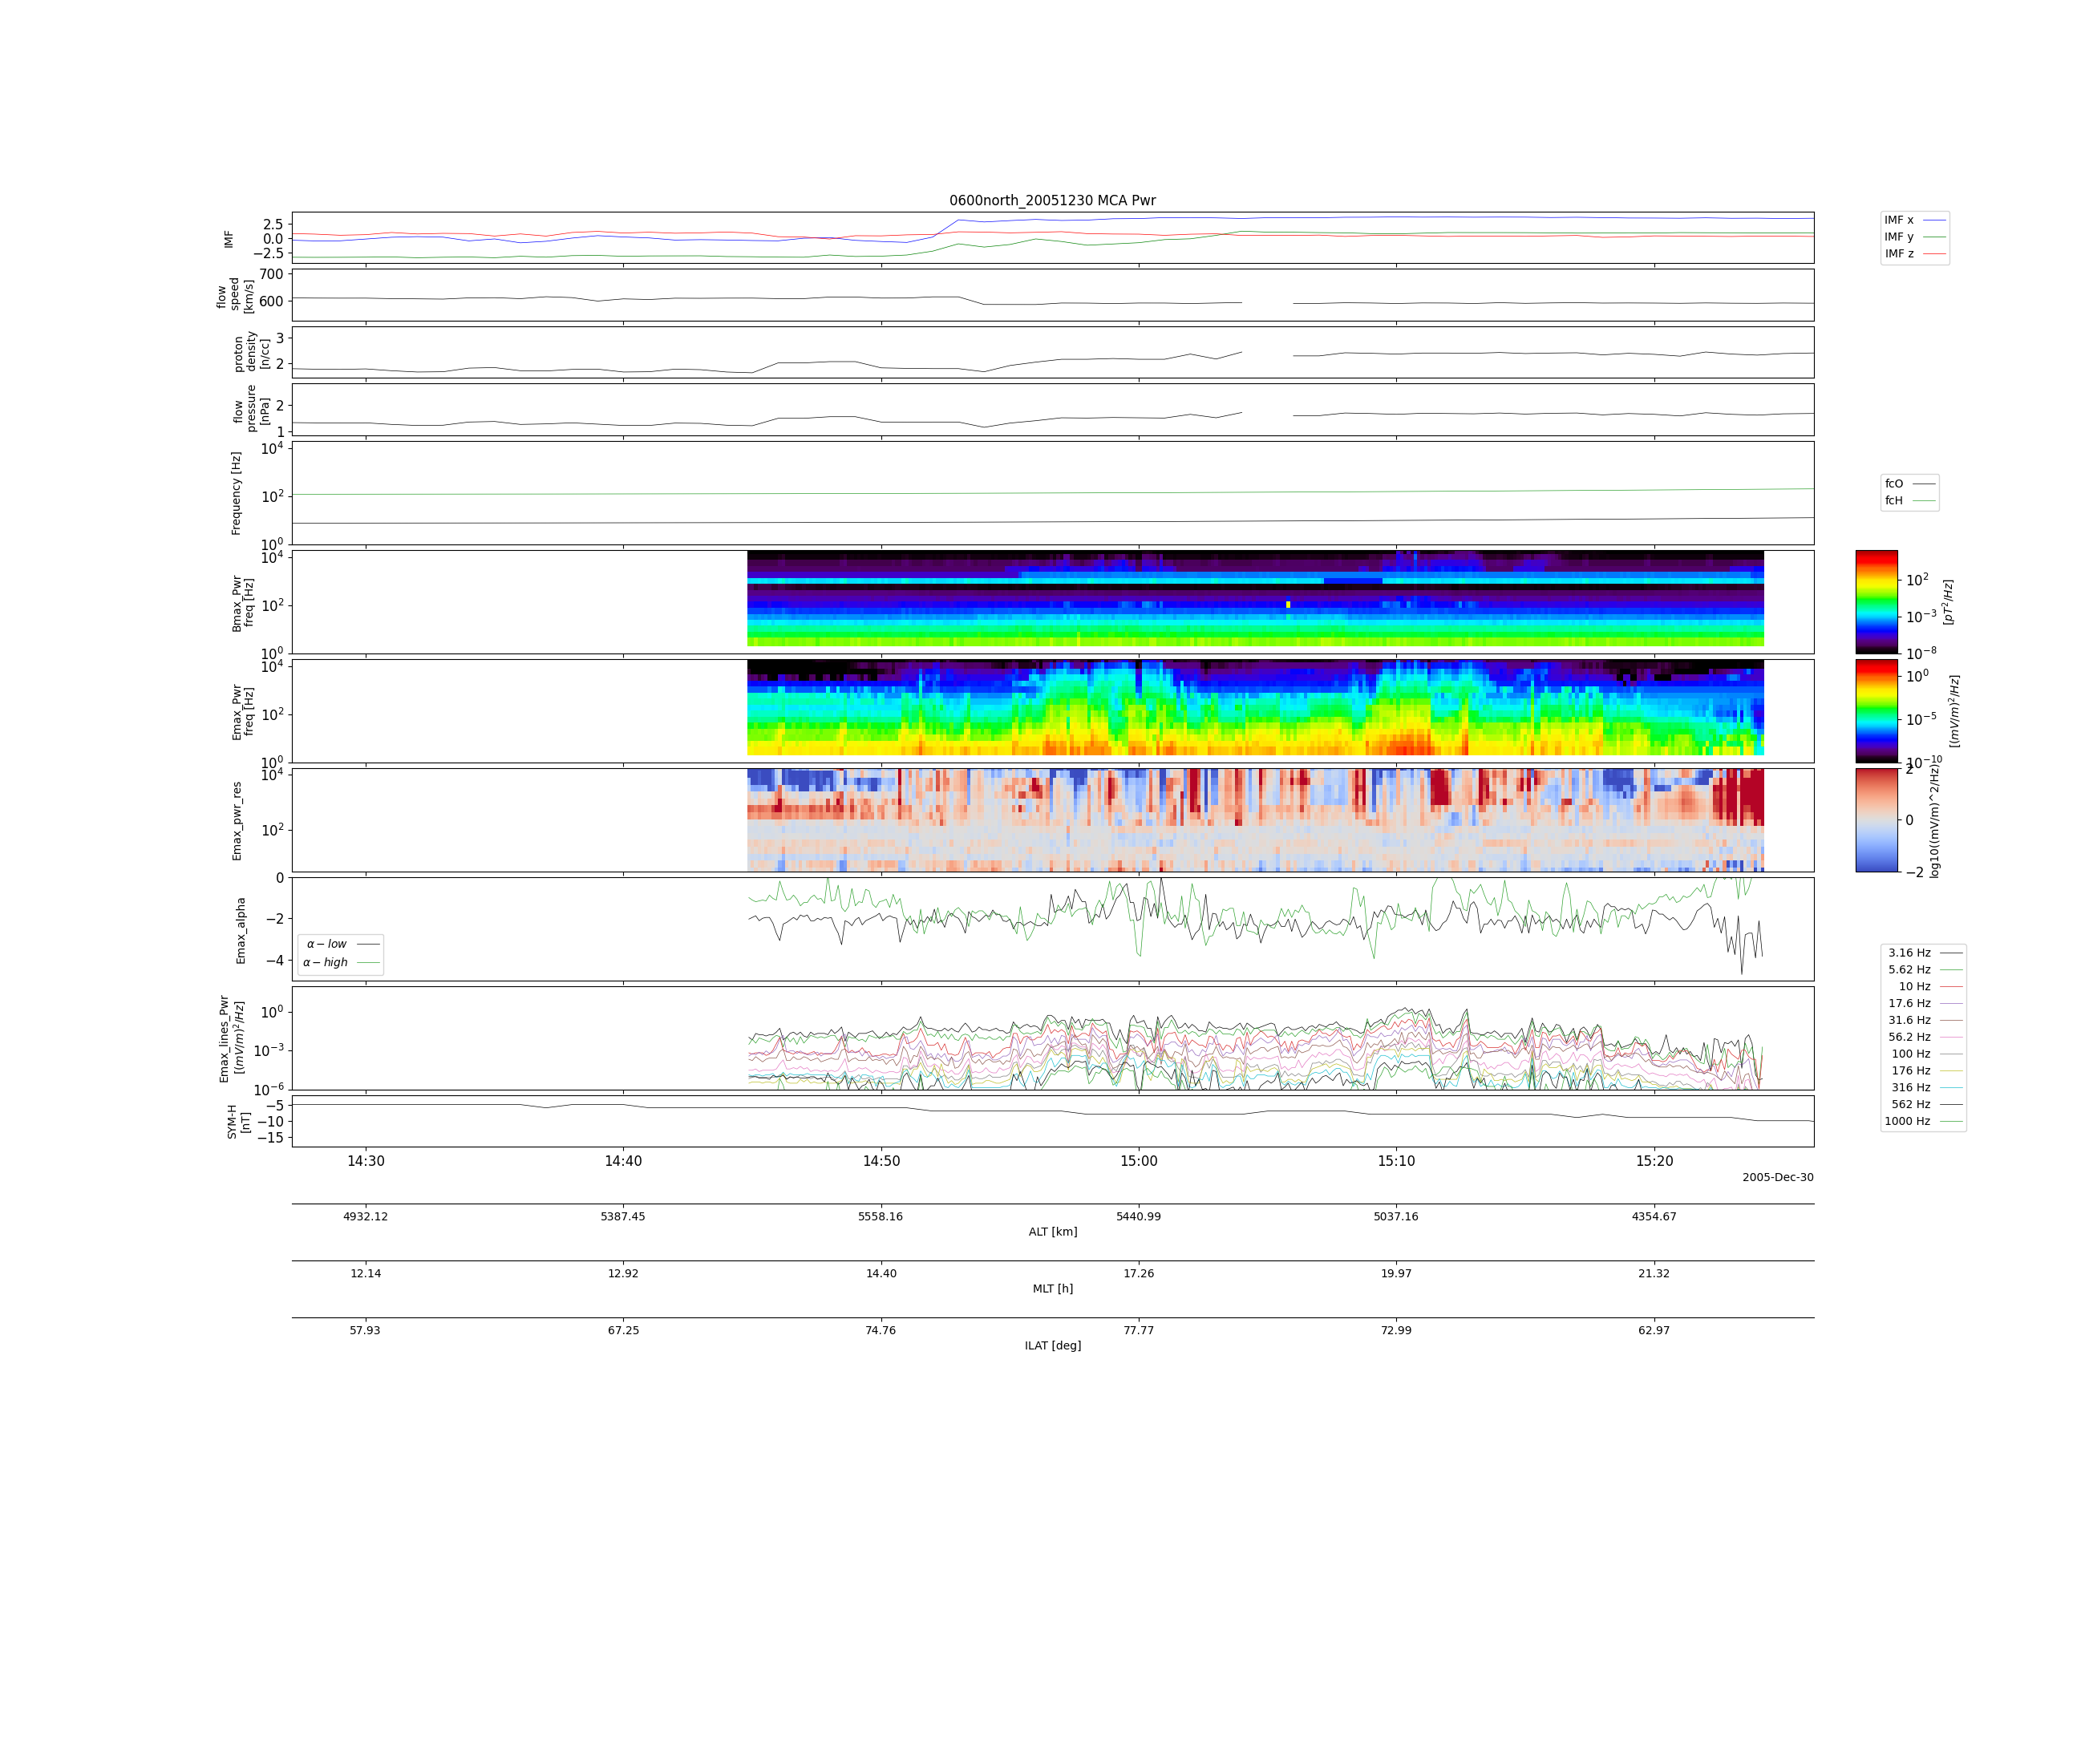 0600north_20051230 MCA Pwr
IMF
2.5
0.0
−2.5
IMF x
IMF y
IMF z
flow
speed
[km/s]
700
600
proton
density
[n/cc]
3
2
flow
pressure
[nPa]
2
1
Frequency [Hz]
10^4
10^2
10^0
fcO
fcH
Bmax_Pwr
freq [Hz]
10^4
10^2
10^0
10^2
10^−3
10^−8
[pT^2/Hz]
Emax_Pwr
freq [Hz]
10^4
10^2
10^0
10^0
10^−5
10^−10
[(mV/m)^2/Hz]
Emax_pwr_res
10^4
10^2
2
0
−2
log10((mV/m)^2/Hz)
Emax_alpha
0
−2
−4
α − low
α − high
Emax_lines_Pwr
[(mV/m)^2/Hz]
10^0
10^−3
10^−6
3.16 Hz
5.62 Hz
10 Hz
17.6 Hz
31.6 Hz
56.2 Hz
100 Hz
176 Hz
316 Hz
562 Hz
1000 Hz
SYM-H
[nT]
−5
−10
−15
14:30 14:40 14:50 15:00 15:10 15:20
2005-Dec-30
4932.12 5387.45 5558.16 5440.99 5037.16 4354.67
ALT [km]
12.14 12.92 14.40 17.26 19.97 21.32
MLT [h]
57.93 67.25 74.76 77.77 72.99 62.97
ILAT [deg]